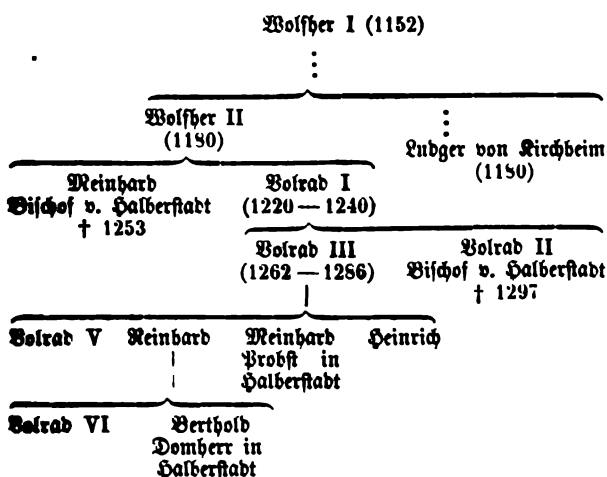 Wolfher I (1152)
Wolfher II
(1180)
Ludger von Kirchheim
(1180)
Meinhard
Bischof v. Halberstadt
† 1253
Volrad I
(1220 — 1240)
Volrad III
(1262 — 1286)
Volrad II
Bischof v. Halberstadt
† 1297
Volrad V Reinhard Meinhard Heinrich
Probst in
Halberstadt
Volrad VI Berthold
Domherr in
Halberstadt